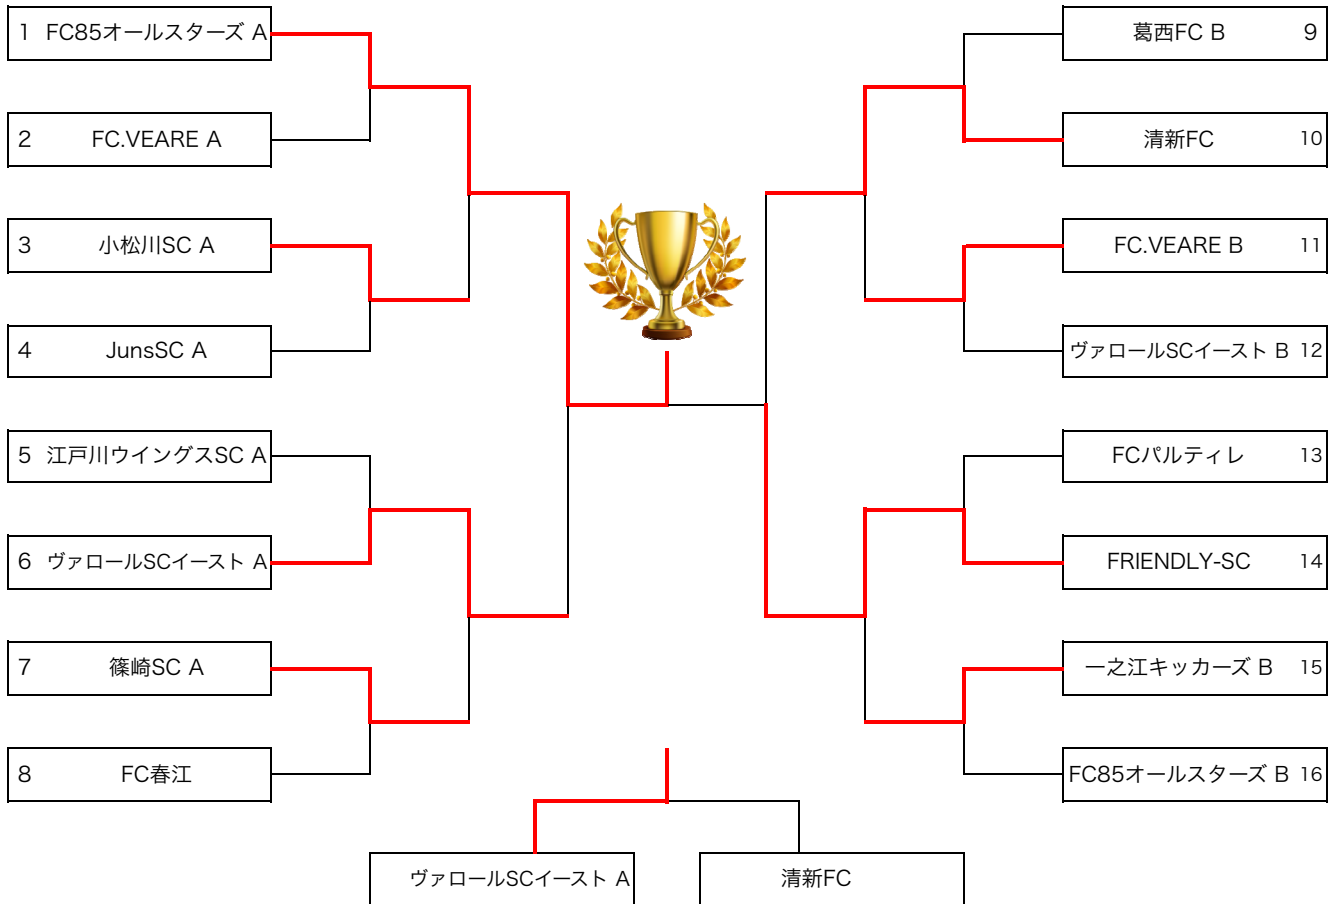 1 FC85オールスターズ A
2 FC.VEARE A
3 小松川SC A
4 JunsSC A
5 江戸川ウイングスSC A
6 ヴァロールSCイースト A
7 篠崎SC A
8 FC春江
葛西FC B 9
清新FC 10
FC.VEARE B 11
ヴァロールSCイースト B 12
FCパルティレ 13
FRIENDLY-SC 14
一之江キッカーズ B 15
FC85オールスターズ B 16
ヴァロールSCイースト A
清新FC